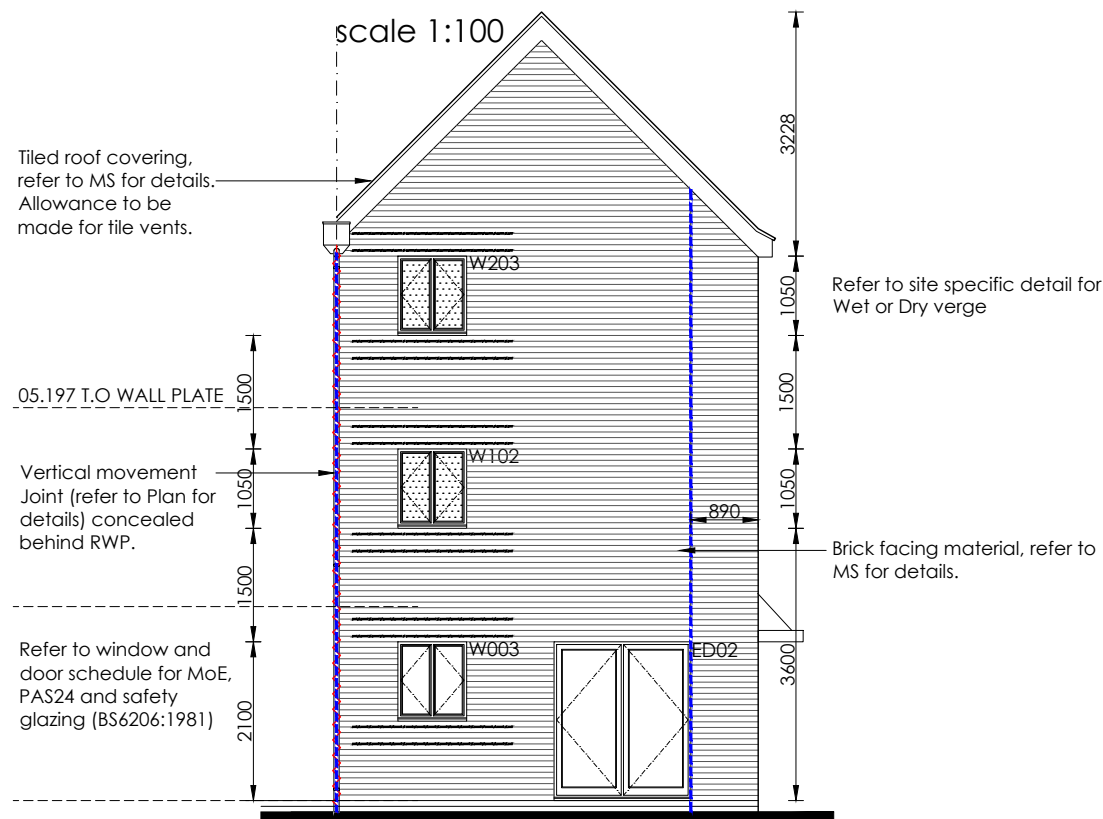 scale 1:100
Tiled roof covering,
refer to MS for details.
Allowance to be
made for tile vents.
3228
W203
1050
Refer to site specific detail for
Wet or Dry verge
05.197 T.O WALL PLATE
1500
1500
W102
Vertical movement
Joint (refer to Plan for
details) concealed
behind RWP.
1050
1050
890
Brick facing material, refer to
MS for details.
1500
Refer to window and
door schedule for MoE,
PAS24 and safety
glazing (BS6206:1981)
W003
ED02
3600
2100